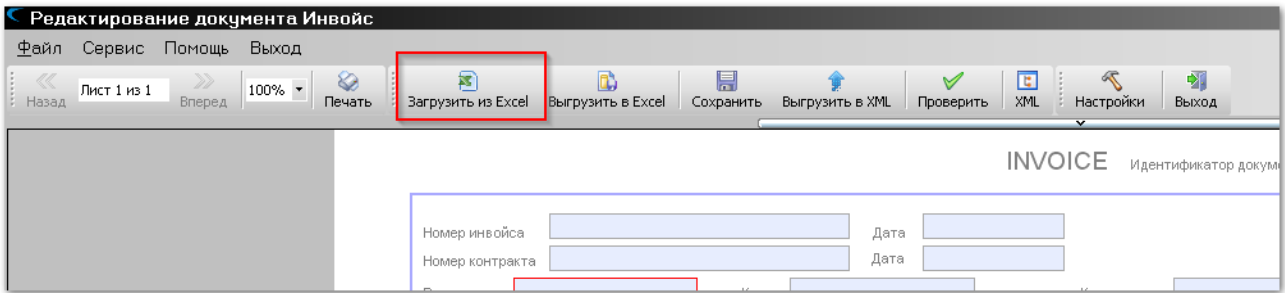 Редактирование документа Инвойс
Файл Сервис Помощь Выход
Назад Лист 1 из 1 Вперед 100% Печать Загрузить из Excel Выгрузить в Excel Сохранить Выгрузить в XML Проверить XML Настройки Выход
INVOICE Идентификатор докум
Номер инвойса Дата
Номер контракта Дата